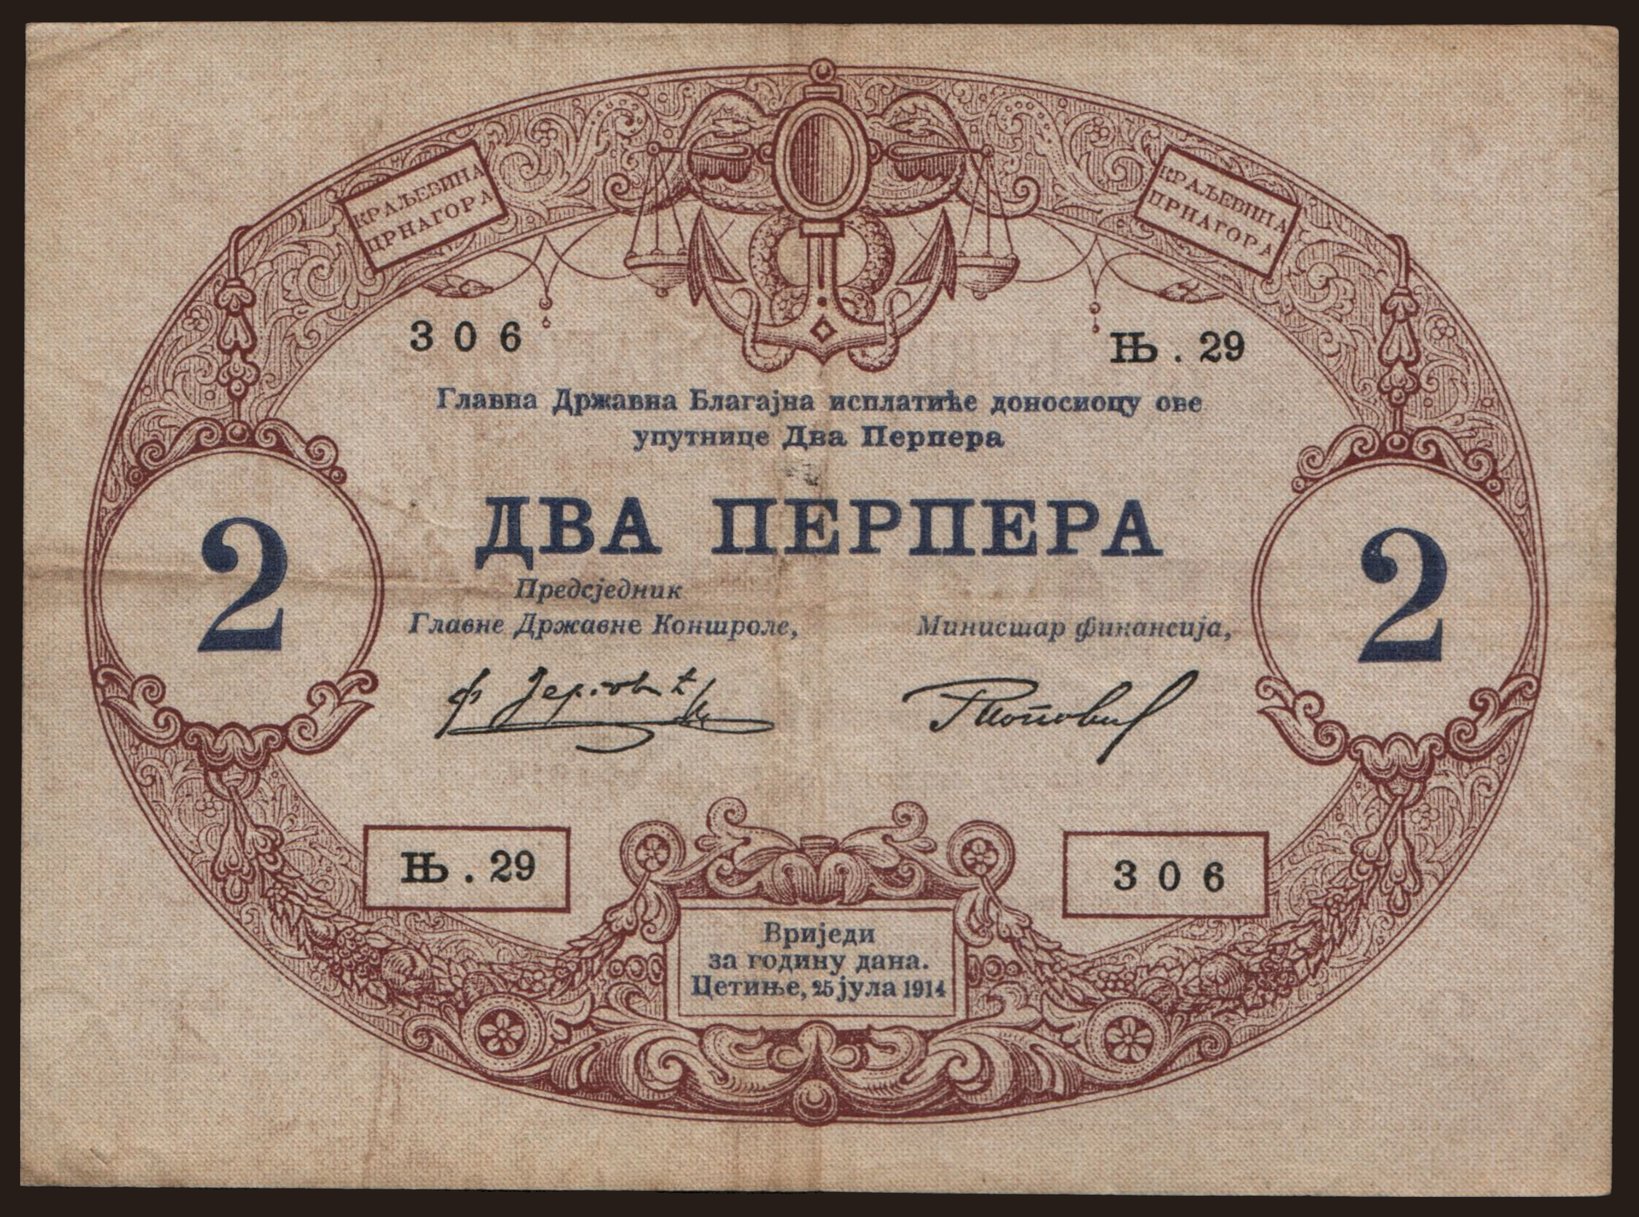 КРАЉЕВИНА
ЦРНАГОРА
КРАЉЕВИНА
ЦРНАГОРА
306
Њ. 29
Главна Државна Благајна исплатиће доносиоцу ове
упутнице Два Перпера
2
ДВА ПЕРПЕРА
2
Предсједник
Главне Државне Контроле,
Министар финансија,
Њ. 29
306
Вриједи
за годину дана.
Цетиње, 25 јула 1914